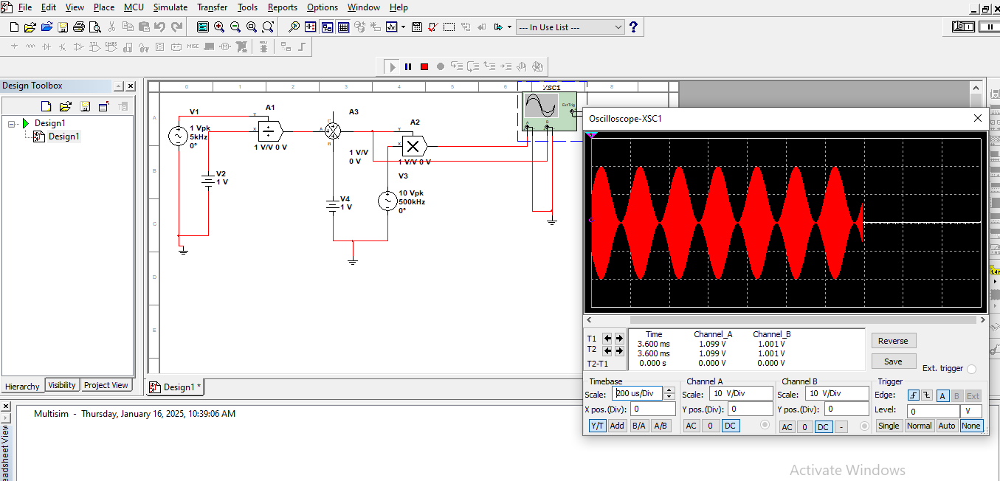 File Edit View Place MCU Simulate Transfer Tools Reports Options Window Help
--- In Use List ---
?
MISC
Design Toolbox
Design1
Design1
0 1 2 3 4 5 6 8
A
B
C
D
E
V1
1 Vpk
5kHz
0°
V2
1 V
A1
Y
X
1 V/V 0 V
A3
C
A
B
1 V/V
0 V
V4
1 V
A2
Y
X
1 V/V 0 V
V3
10 Vpk
500kHz
0°
XSC1
Ext Trig
A
B
Oscilloscope-XSC1
T1
T2
T2-T1
Time Channel_A Channel_B
3.600 ms 1.099 V 1.001 V
3.600 ms 1.099 V 1.001 V
0.000 s 0.000 V 0.000 V
Reverse
Save
Ext. trigger
Timebase
Scale: 200 us/Div
X pos.(Div): 0
Y/T Add B/A A/B
Channel A
Scale: 10 V/Div
Y pos.(Div): 0
AC 0 DC
Channel B
Scale: 10 V/Div
Y pos.(Div): 0
AC 0 DC -
Trigger
Edge: A B Ext
Level: 0 V
Single Normal Auto None
1.4v
Hierarchy Visibility Project View
Design1 *
Multisim - Thursday, January 16, 2025, 10:39:06 AM
eadsheet View
Activate Windows